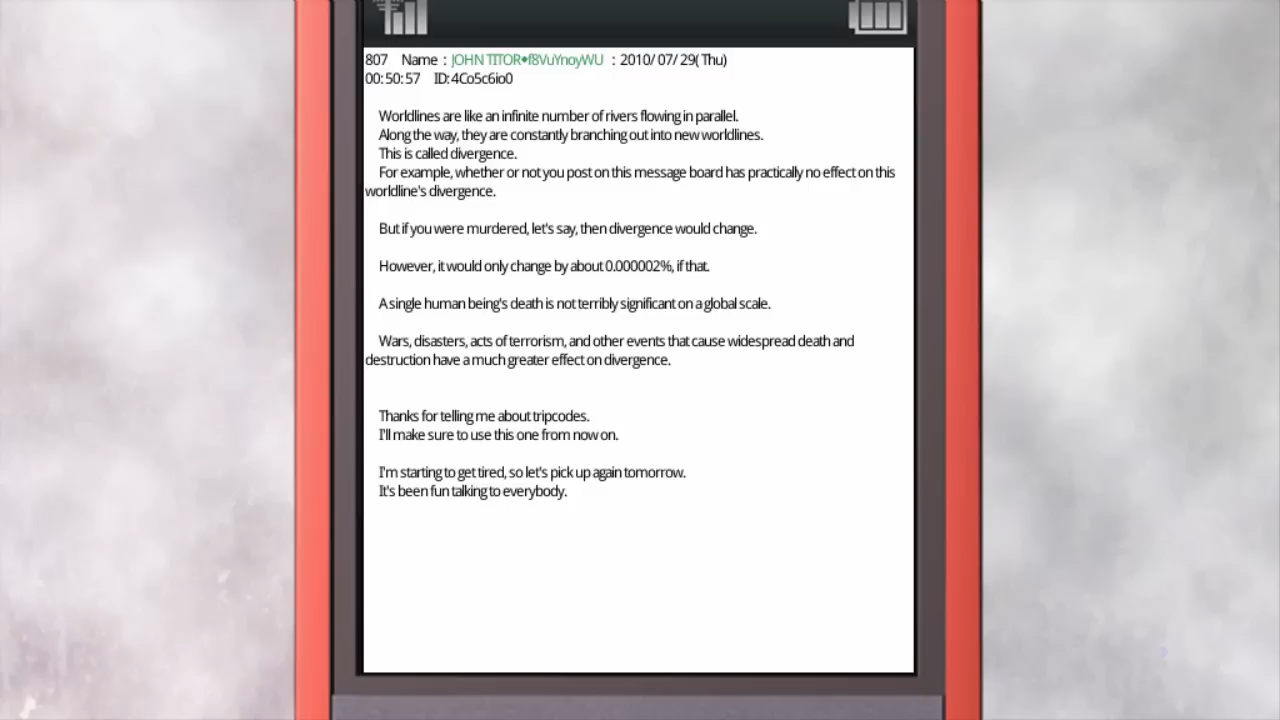 807 Name : JOHN TITOR◆f8VuYnoyWU : 2010/07/29(Thu)
00:50:57 ID:4Co5c6io0
Worldlines are like an infinite number of rivers flowing in parallel.
Along the way, they are constantly branching out into new worldlines.
This is called divergence.
For example, whether or not you post on this message board has practically no effect on this
worldline's divergence.
But if you were murdered, let's say, then divergence would change.
However, it would only change by about 0.000002%, if that.
A single human being's death is not terribly significant on a global scale.
Wars, disasters, acts of terrorism, and other events that cause widespread death and
destruction have a much greater effect on divergence.
Thanks for telling me about tripcodes.
I'll make sure to use this one from now on.
I'm starting to get tired, so let's pick up again tomorrow.
It's been fun talking to everybody.